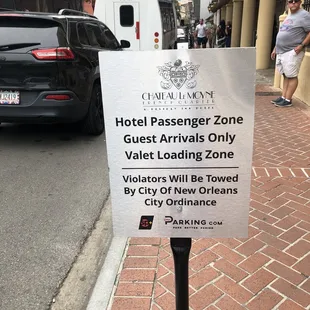 CHATEAU LEMOYNE
FRENCH QUARTER
Hotel Passenger Zone
Guest Arrivals Only
Valet Loading Zone
Violators Will Be Towed
By City Of New Orleans
City Ordinance
PARKING.COM